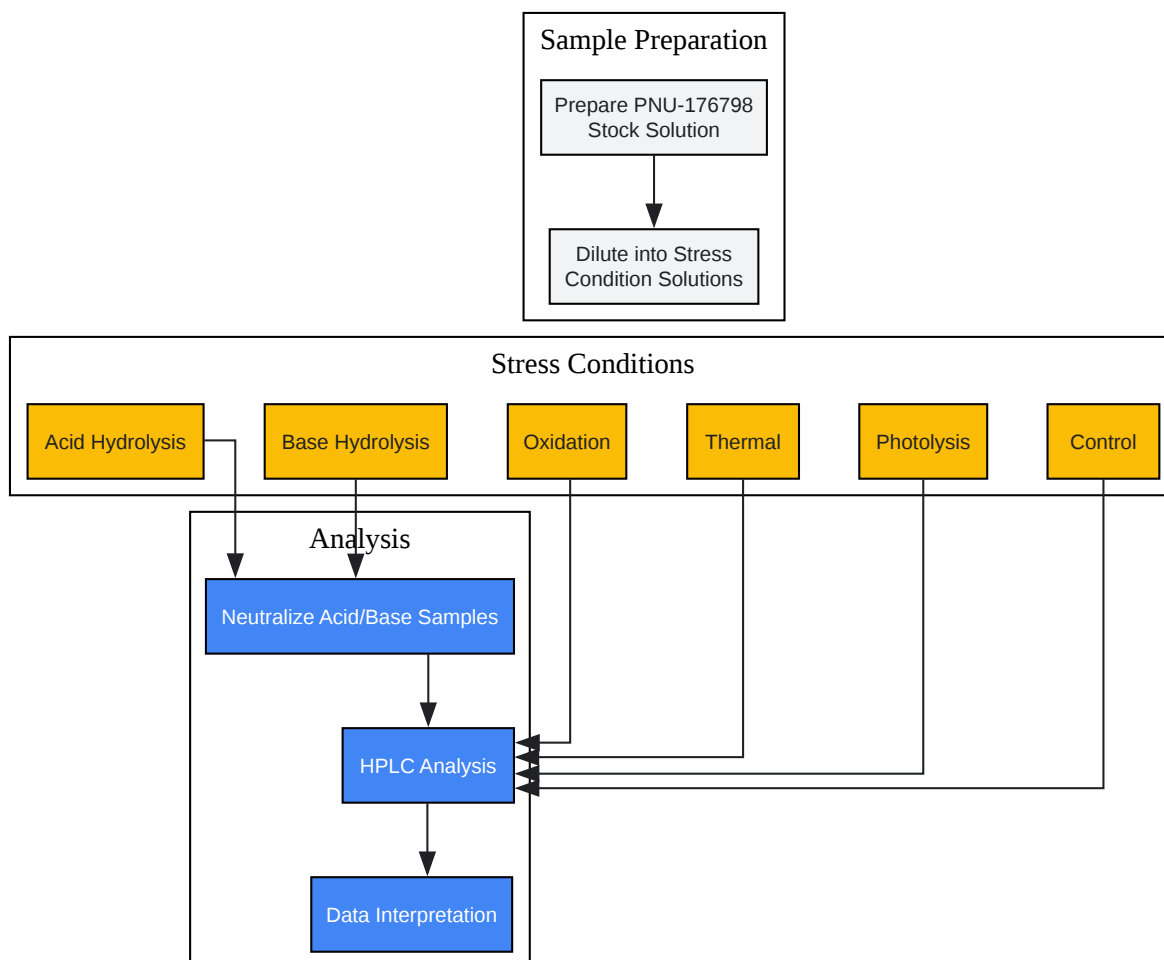 Sample Preparation
Prepare PNU-176798
Stock Solution
Dilute into Stress
Condition Solutions
Stress Conditions
Acid Hydrolysis
Base Hydrolysis
Oxidation
Thermal
Photolysis
Control
Analysis
Neutralize Acid/Base Samples
HPLC Analysis
Data Interpretation